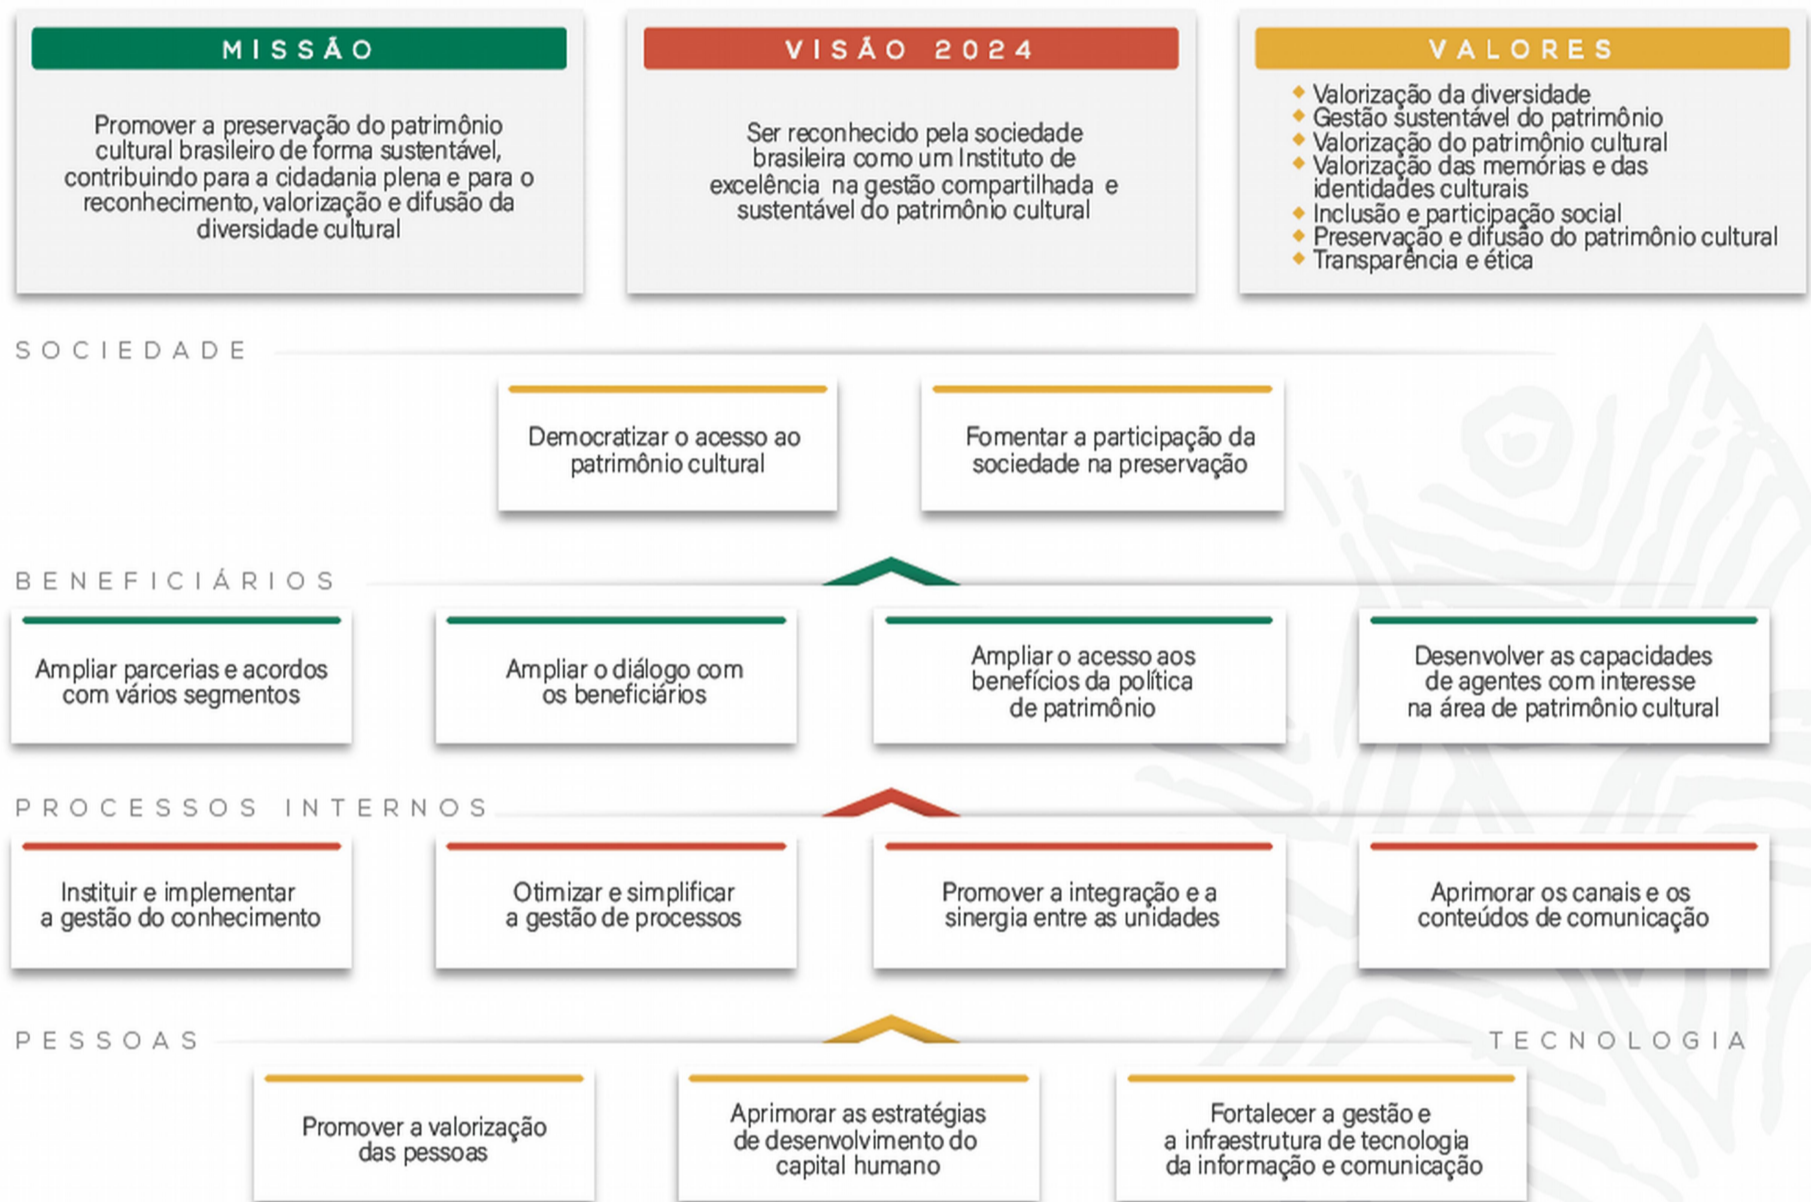 MISSÃO
Promover a preservação do patrimônio
cultural brasileiro de forma sustentável,
contribuindo para a cidadania plena e para o
reconhecimento, valorização e difusão da
diversidade cultural
VISÃO 2024
Ser reconhecido pela sociedade
brasileira como um Instituto de
excelência na gestão compartilhada e
sustentável do patrimônio cultural
VALORES
Valorização da diversidade
Gestão sustentável do patrimônio
Valorização do patrimônio cultural
Valorização das memórias e das
identidades culturais
Inclusão e participação social
Preservação e difusão do patrimônio cultural
Transparência e ética
SOCIEDADE
Democratizar o acesso ao
patrimônio cultural
Fomentar a participação da
sociedade na preservação
BENEFICIÁRIOS
Ampliar parcerias e acordos
com vários segmentos
Ampliar o diálogo com
os beneficiários
Ampliar o acesso aos
benefícios da política
de patrimônio
Desenvolver as capacidades
de agentes com interesse
na área de patrimônio cultural
PROCESSOS INTERNOS
Instituir e implementar
a gestão do conhecimento
Otimizar e simplificar
a gestão de processos
Promover a integração e a
sinergia entre as unidades
Aprimorar os canais e os
conteúdos de comunicação
PESSOAS
TECNOLOGIA
Promover a valorização
das pessoas
Aprimorar as estratégias
de desenvolvimento do
capital humano
Fortalecer a gestão e
a infraestrutura de tecnologia
da informação e comunicação